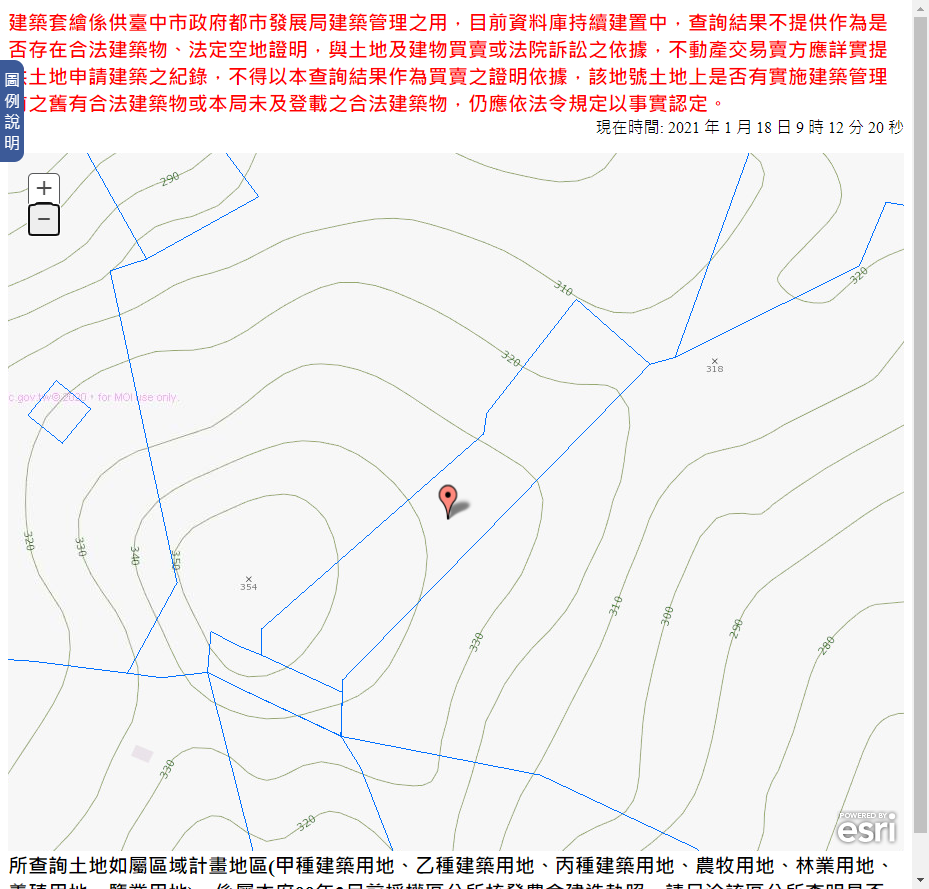 建築套繪係供臺中市政府都市發展局建築管理之用，目前資料庫持續建置中，查詢結果不提供作為是
否存在合法建築物、法定空地證明，與土地及建物買賣或法院訴訟之依據，不動產交易賣方應詳實提
土地申請建築之紀錄，不得以本查詢結果作為買賣之證明依據，該地號土地上是否有實施建築管理
之舊有合法建築物或本局未及登載之合法建築物，仍應依法令規定以事實認定。
圖例說明
現在時間: 2021 年 1 月 18 日 9 時 12 分 20 秒
+
−
290
310
320
320
318
c.gov.tw© 2020 + for MOI use only.
320
330
340
350
354
310
300
290
280
330
330
320
POWERED BY
esri
所查詢土地如屬區域計畫地區(甲種建築用地、乙種建築用地、丙種建築用地、農牧用地、林業用地、